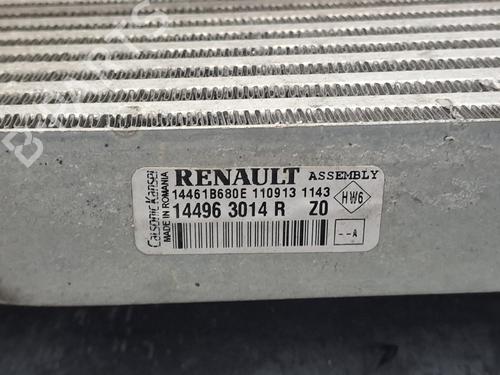 RENAULT ASSEMBLY
14461B680E 110913 1143
14496 3014 R Z0
HW6
--A
Calsonic Kansei
MADE IN ROMANIA